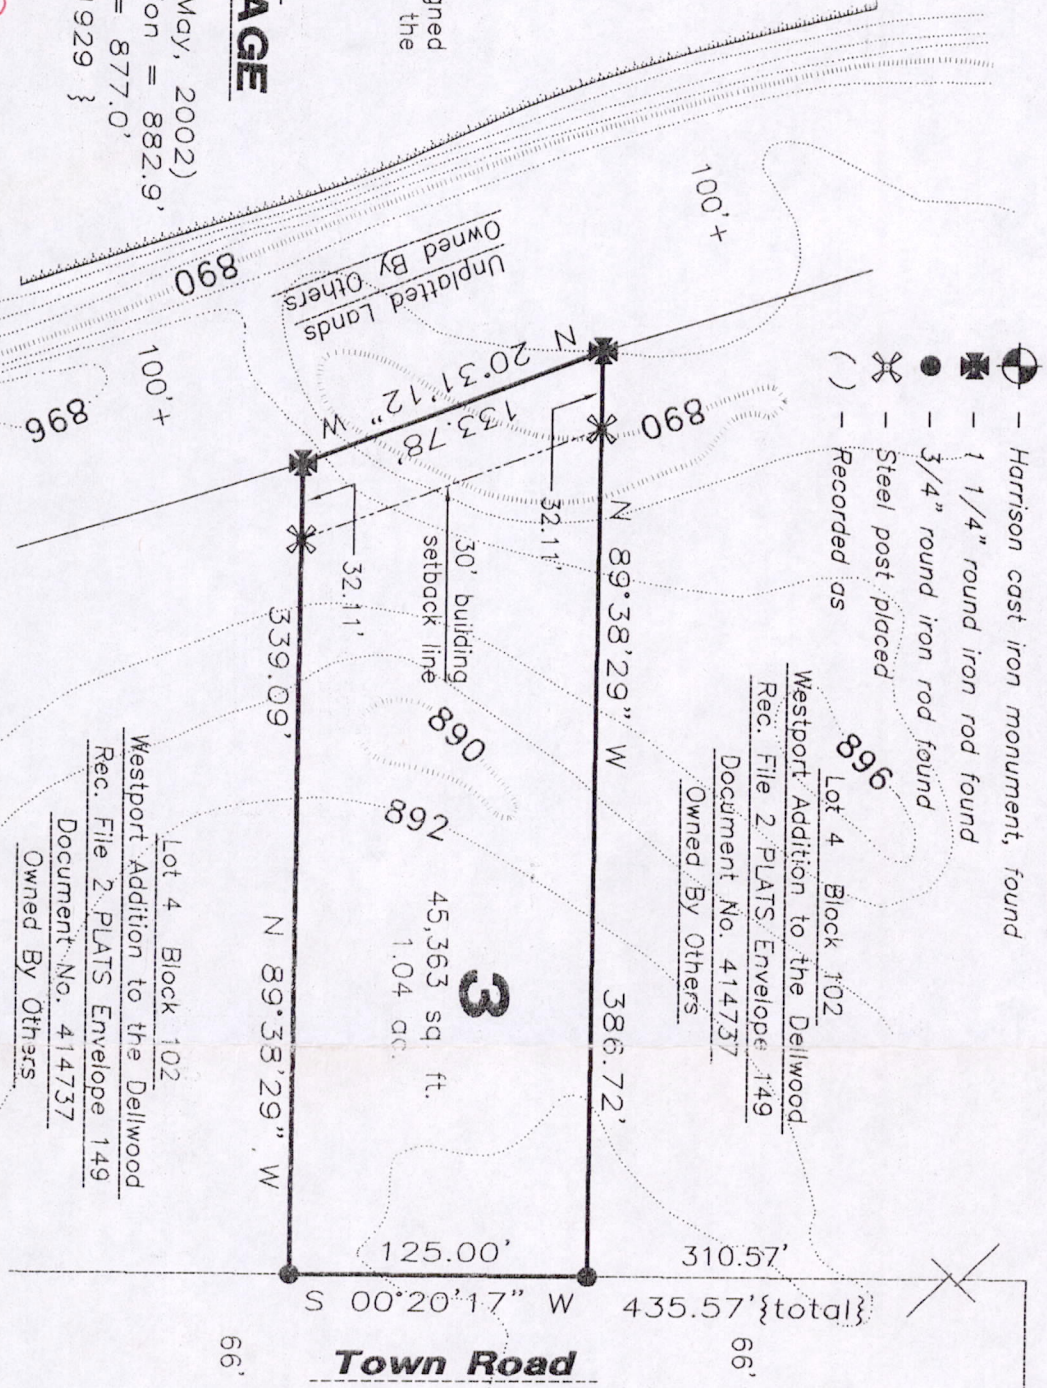 gned
the
AGE
May, 2002)
on = 882.9'
= 877.0'
1929 }
- Harrison cast iron monument, found
- 1 1/4" round iron rod found
- 3/4" round iron rod found
- Steel post placed
( ) - Recorded as
100'+
890
Unplatted Lands
Owned By Others
N 20°31'12" W
133.78'
100'+
896
890
32.11'
32.11'
30' building
setback line
N 89°38'29" W
386.72'
339.09'
N 89°38'29" W
896
Lot 4 Block 102
Westport Addition to the Dellwood
Rec. File 2 PLATS Envelope 149
Document No. 414737
Owned By Others
890
892
3
45,363 sq. ft.
1.04 ac.
Lot 4 Block 102
Westport Addition to the Dellwood
Rec. File 2 PLATS Envelope 149
Document No. 414737
Owned By Others
125.00'
310.57'
S 00°20'17" W
435.57'{total}
66'
Town Road
66'